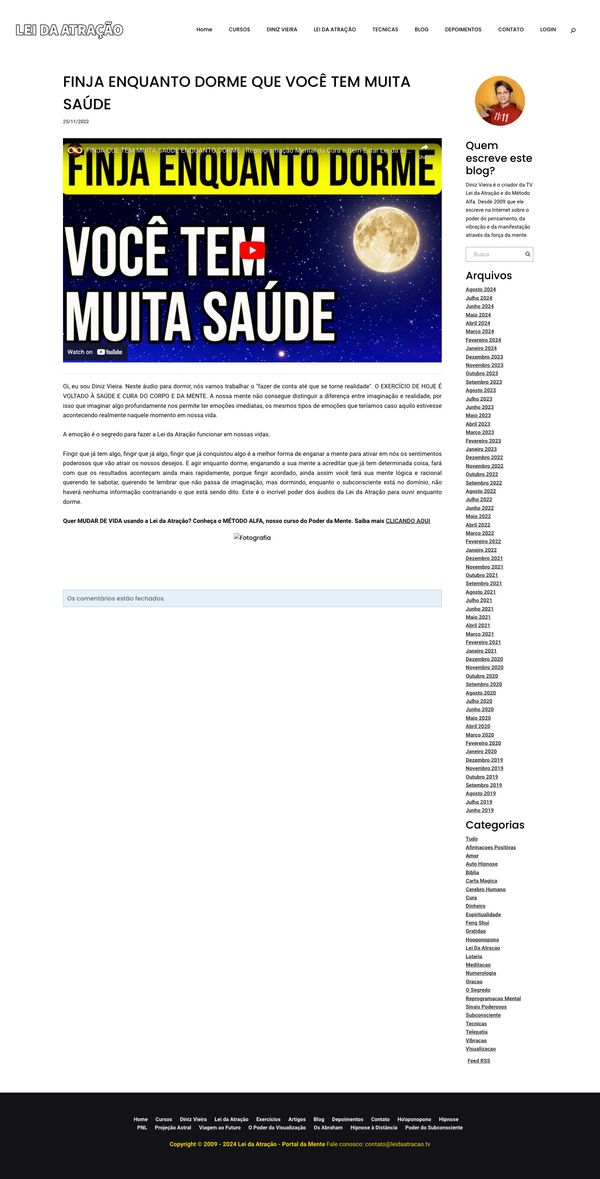 LEI DA ATRAÇÃO
Home CURSOS DINIZ VIEIRA LEI DA ATRAÇÃO TECNICAS BLOG DEPOIMENTOS CONTATO LOGIN
FINJA ENQUANTO DORME QUE VOCÊ TEM MUITA
SAÚDE
25/11/2022
FINJA QUE TEM MUITA SAÚDE ENQUANTO DORME | Reprogramação Mental da Cura e Bem-Estar Lei da At...
FINJA ENQUANTO DORME
VOCÊ TEM
MUITA SAÚDE
Watch on YouTube
Oi, eu sou Diniz Vieira. Neste áudio para dormir, nós vamos trabalhar o "fazer de conta até que se torne realidade". O EXERCÍCIO DE HOJE É
VOLTADO À SAÚDE E CURA DO CORPO E DA MENTE. A nossa mente não consegue distinguir a diferença entre imaginação e realidade, por
isso que imaginar algo profundamente nos permite ter emoções imediatas, os mesmos tipos de emoções que teríamos caso aquilo estivesse
acontecendo realmente naquele momento em nossa vida.
A emoção é o segredo para fazer a Lei da Atração funcionar em nossas vidas.
Fingir que já tem algo, fingir que já algo, fingir que já conquistou algo é a melhor forma de enganar a mente para ativar em nós os sentimentos
poderosos que vão atrair os nossos desejos. E agir enquanto dorme, enganando a sua mente a acreditar que já tem determinada coisa, fará
com que os resultados aconteçam ainda mais rapidamente, porque fingir acordado, ainda assim você terá sua mente lógica e racional
querendo te sabotar, querendo te lembrar que não passa de imaginação, mas dormindo, enquanto o subconsciente está no domínio, não
haverá nenhuma informação contrariando o que está sendo dito. Este é o incrível poder dos áudios da Lei da Atração para ouvir enquanto
dorme.
Quer MUDAR DE VIDA usando a Lei da Atração? Conheça o MÉTODO ALFA, nosso curso do Poder da Mente. Saiba mais CLICANDO AQUI
Fotografia
Os comentários estão fechados.
11:11
Quem
escreve este
blog?
Diniz Vieira é o criador da TV
Lei da Atração e do Método
Alfa. Desde 2009 que ele
escreve na Internet sobre o
poder do pensamento, da
vibração e da manifestação
através da força da mente.
Busca
Arquivos
Agosto 2024
Julho 2024
Junho 2024
Maio 2024
Abril 2024
Março 2024
Fevereiro 2024
Janeiro 2024
Dezembro 2023
Novembro 2023
Outubro 2023
Setembro 2023
Agosto 2023
Julho 2023
Junho 2023
Maio 2023
Abril 2023
Março 2023
Fevereiro 2023
Janeiro 2023
Dezembro 2022
Novembro 2022
Outubro 2022
Setembro 2022
Agosto 2022
Julho 2022
Junho 2022
Maio 2022
Abril 2022
Março 2022
Fevereiro 2022
Janeiro 2022
Dezembro 2021
Novembro 2021
Outubro 2021
Setembro 2021
Agosto 2021
Julho 2021
Junho 2021
Maio 2021
Abril 2021
Março 2021
Fevereiro 2021
Janeiro 2021
Dezembro 2020
Novembro 2020
Outubro 2020
Setembro 2020
Agosto 2020
Julho 2020
Junho 2020
Maio 2020
Abril 2020
Março 2020
Fevereiro 2020
Janeiro 2020
Dezembro 2019
Novembro 2019
Outubro 2019
Setembro 2019
Agosto 2019
Julho 2019
Junho 2019
Categorias
Tudo
Afirmacoes Positivas
Amor
Auto Hipnose
Biblia
Carta Magica
Cerebro Humano
Cura
Dinheiro
Espiritualidade
Feng Shui
Gratidao
Hooponopono
Lei Da Atracao
Loteria
Meditacao
Numerologia
Oracao
O Segredo
Reprogramacao Mental
Sinais Poderosos
Subconsciente
Tecnicas
Telepatia
Vibracao
Visualizacao
Feed RSS
Home Cursos Diniz Vieira Lei da Atração Exercícios Artigos Blog Depoimentos Contato Ho'oponopono Hipnose
PNL Projeção Astral Viagem ao Futuro O Poder da Visualização Os Abraham Hipnose à Distância Poder do Subconsciente
Copyright © 2009 - 2024 Lei da Atração - Portal da Mente Fale conosco: contato@leidaatracao.tv